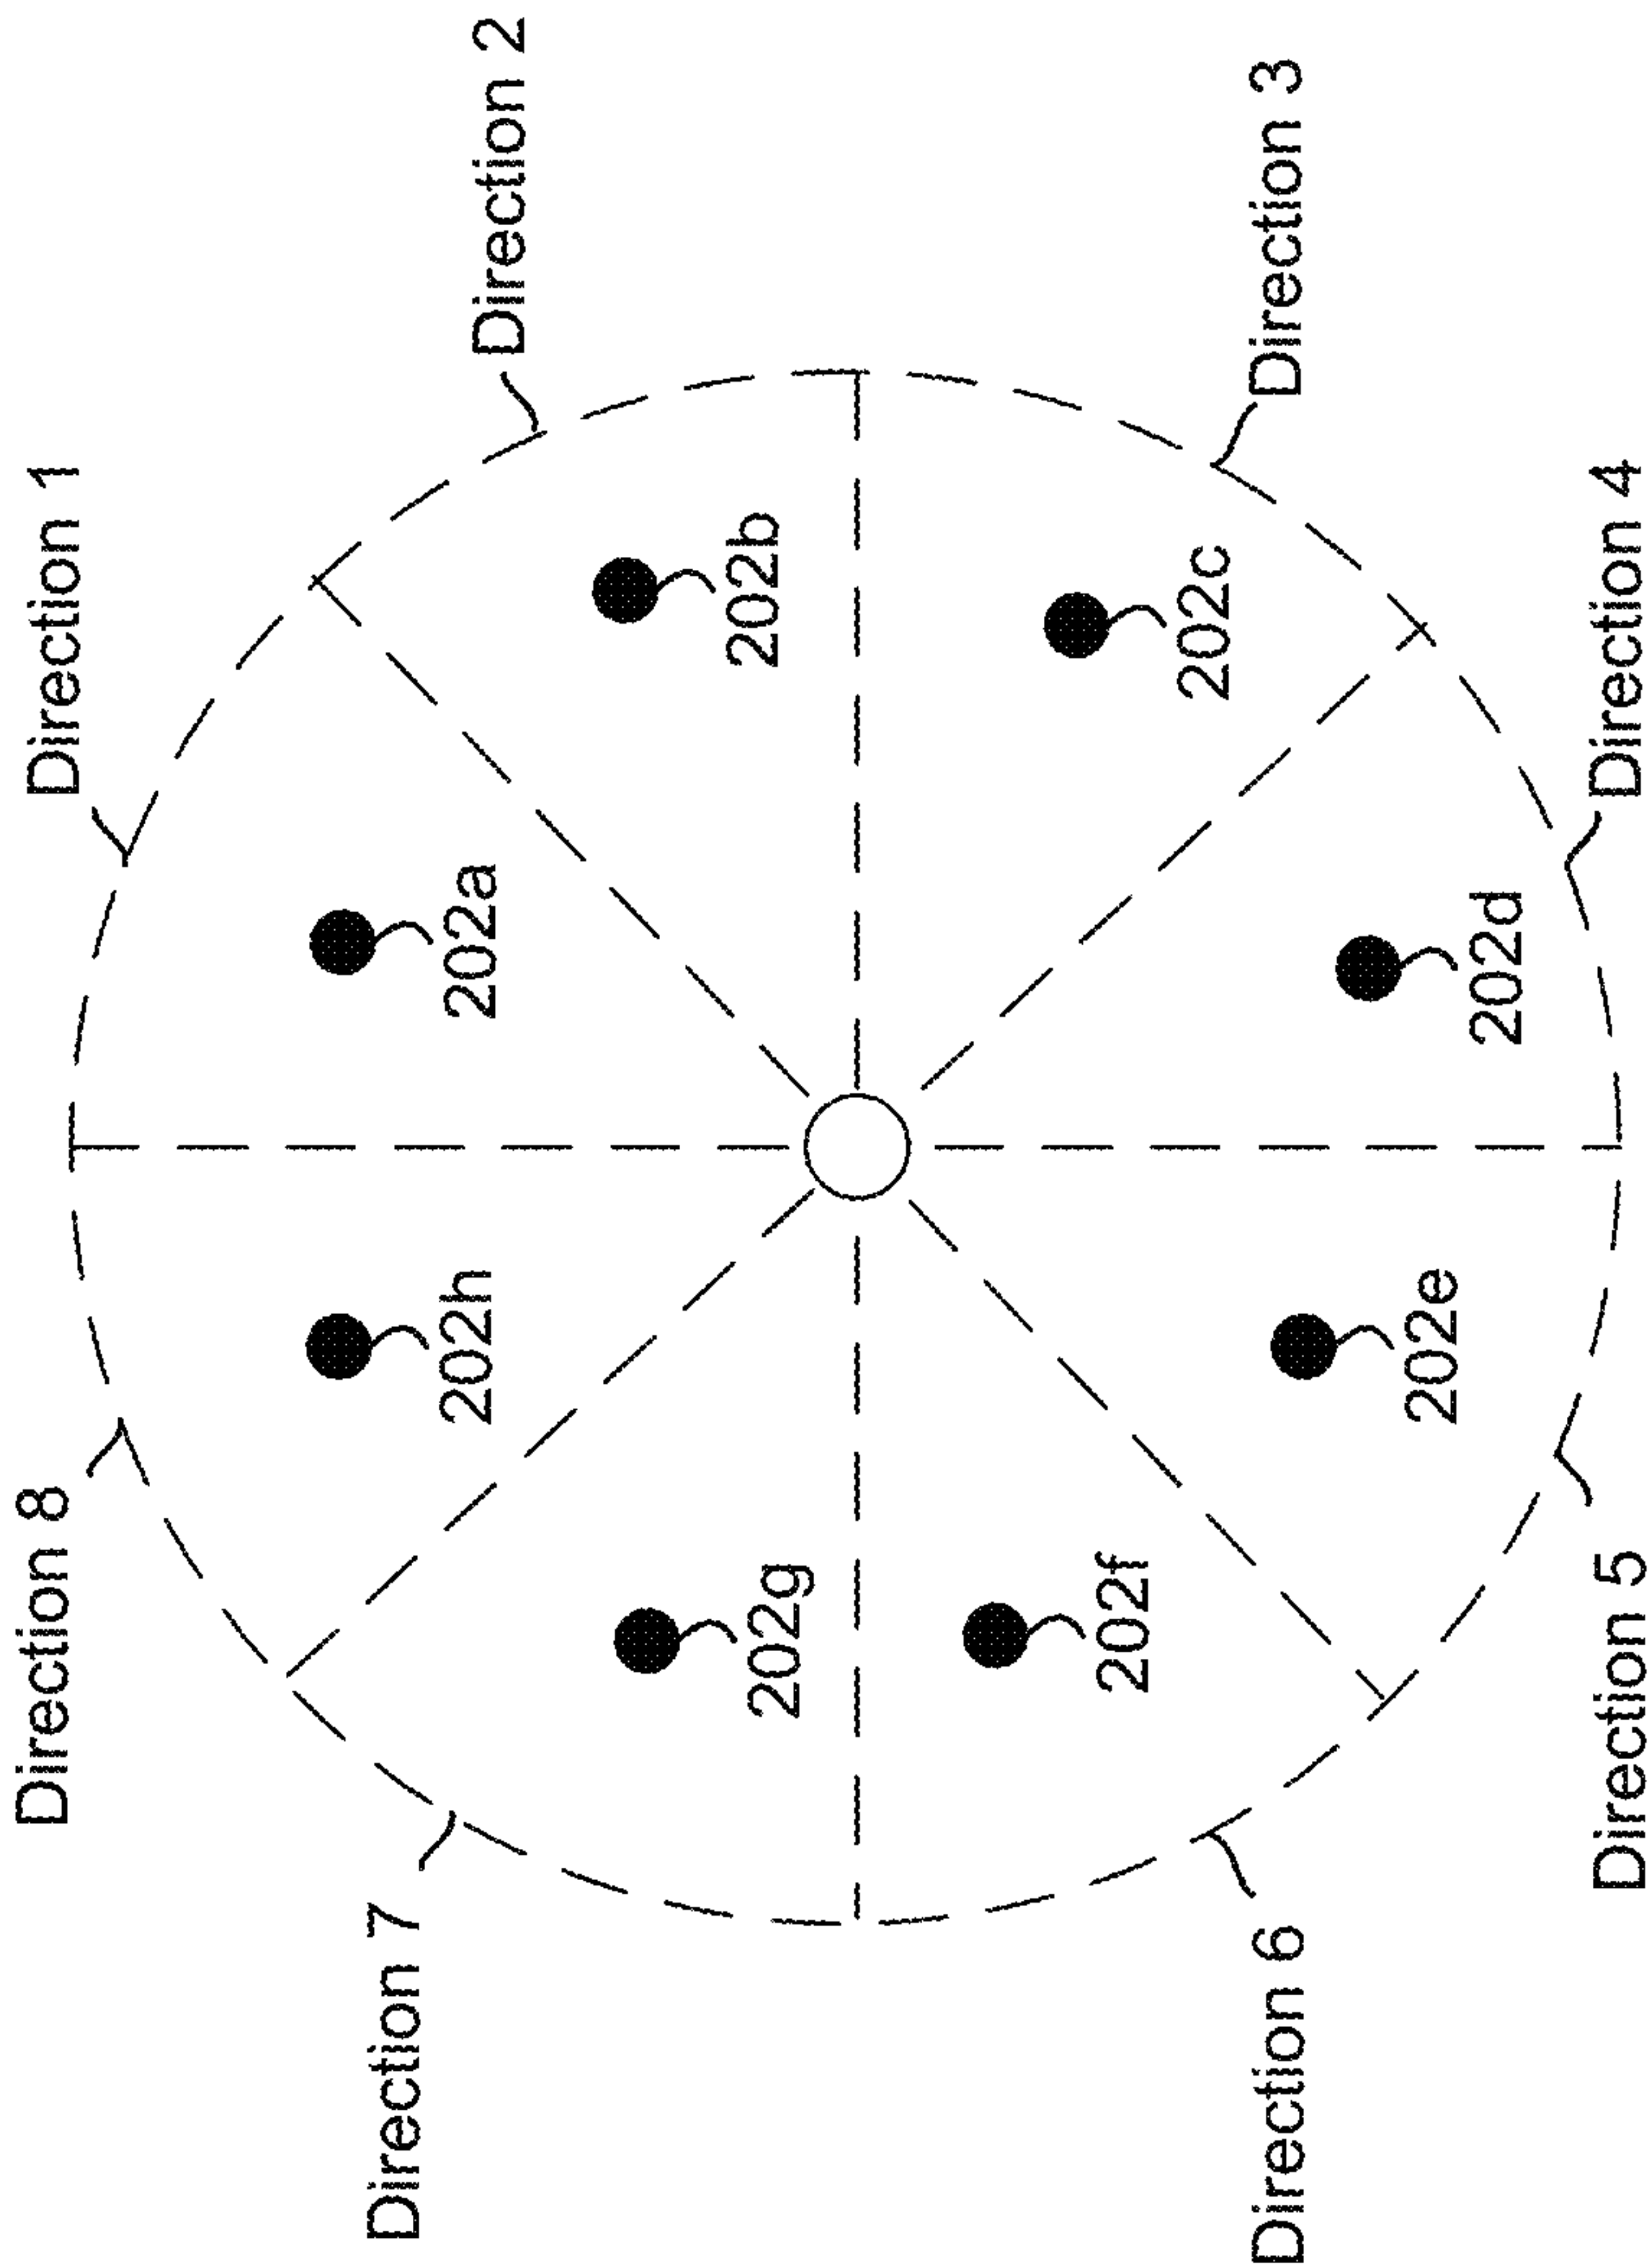 Direction 1
Direction 2
Direction 3
Direction 4
Direction 5
Direction 6
Direction 7
Direction 8
202a
202b
202c
202d
202e
202f
202g
202h